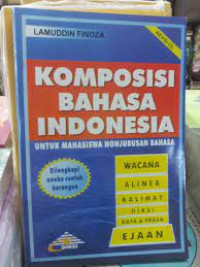 LAMUDDIN FINOZA
KOMPOSISI
BAHASA
INDONESIA
UNTUK MAHASISWA NONJURUSAN BAHASA
Dilengkapi
aneka contoh
karangan
WACANA
ALINEA
KALIMAT
DIKSI
KATA & FRASA
EJAAN